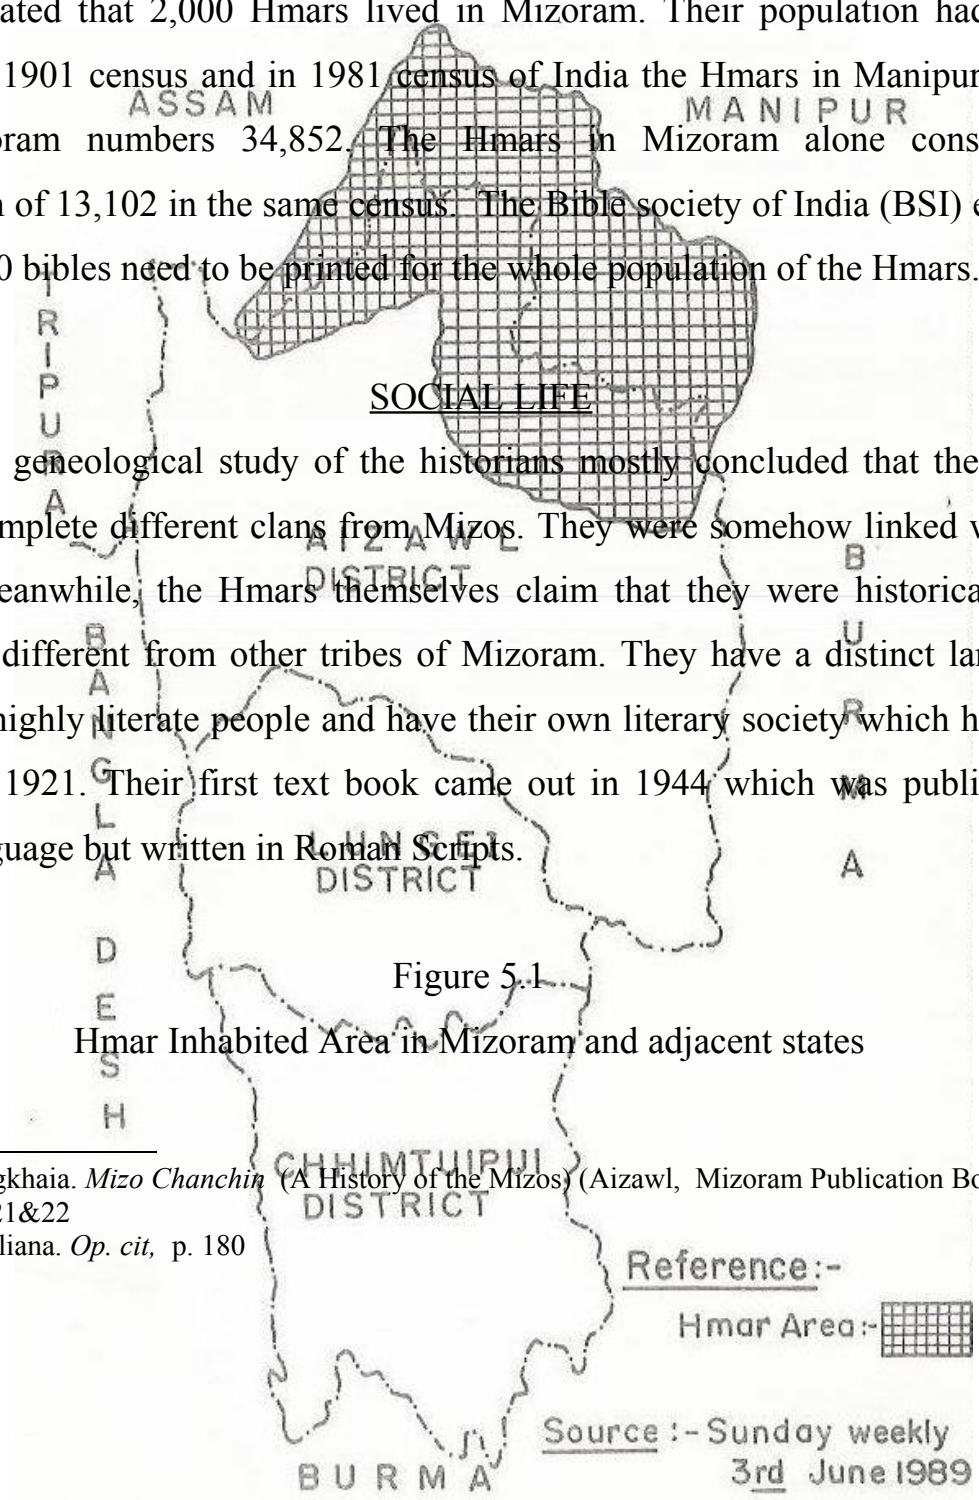 ated that 2,000 Hmars lived in Mizoram. Their population had
1901 census and in 1981 census of India the Hmars in Manipur
ASSAM
MANIPUR
oram numbers 34,852. The Hmars in Mizoram alone cons
n of 13,102 in the same census. The Bible society of India (BSI) e
0 bibles need to be printed for the whole population of the Hmars.
TRIPURA
SOCIAL LIFE
geneological study of the historians mostly concluded that the
mplete different clans from Mizos. They were somehow linked w
AIZAWL
DISTRICT
eanwhile, the Hmars themselves claim that they were historica
different from other tribes of Mizoram. They have a distinct lan
highly literate people and have their own literary society which h
1921. Their first text book came out in 1944 which was publi
guage but written in Roman Scripts.
BURMA
BANGLA DESH
LUNGLEI
DISTRICT
Figure 5.1
Hmar Inhabited Area in Mizoram and adjacent states
gkhaia. Mizo Chanchin (A History of the Mizos) (Aizawl, Mizoram Publication Bo
21&22
liana. Op. cit, p. 180
CHHIMTUIPUI
DISTRICT
Reference:-
Hmar Area:-
Source :- Sunday weekly
3rd June 1989
BURMA